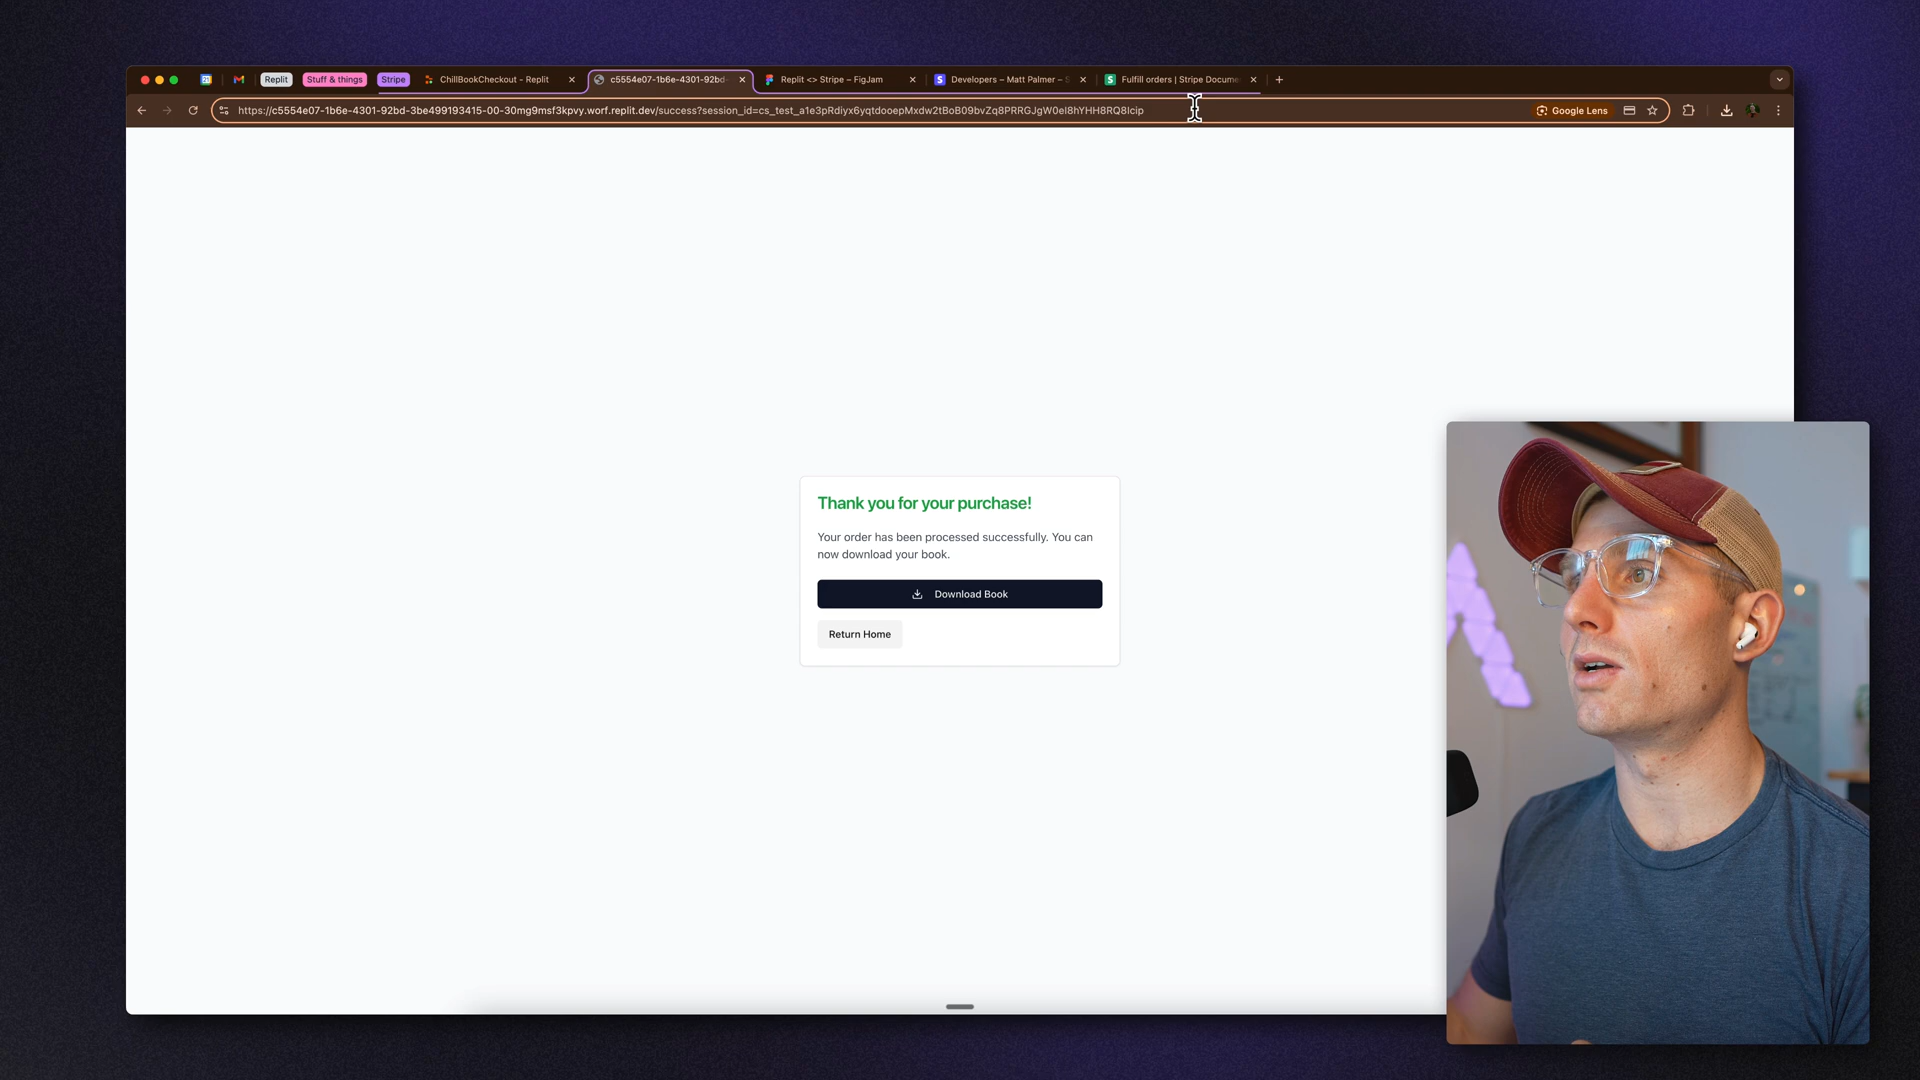 Replit
Stuff & things
Stripe
ChillBookCheckout - Replit
c5554e07-1b6e-4301-92bd-
Replit <> Stripe – FigJam
Developers – Matt Palmer – S
Fulfill orders | Stripe Docume
https://c5554e07-1b6e-4301-92bd-3be499193415-00-30mg9msf3kpvy.worf.replit.dev/success?session_id=cs_test_a1e3pRdiyx6yqtdooepMxdw2tBoB09bvZq8PRRGJgW0eI8hYHH8RQ8Icip
Google Lens
Thank you for your purchase!
Your order has been processed successfully. You can
now download your book.
Download Book
Return Home